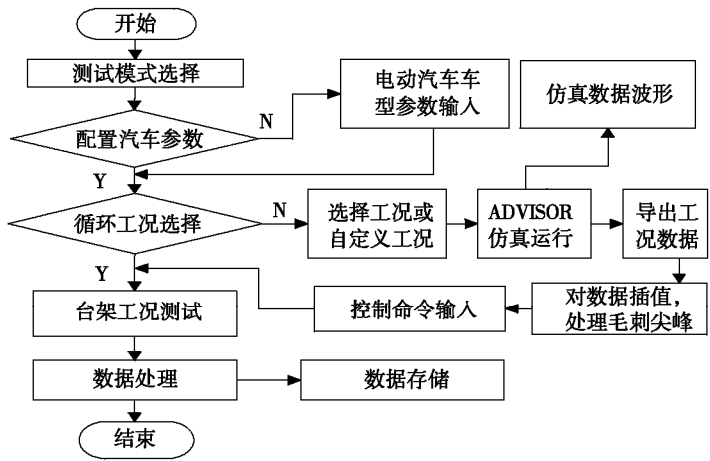 开始
测试模式选择
电动汽车车
型参数输入
仿真数据波形
N
配置汽车参数
Y
循环工况选择
N
选择工况或
自定义工况
ADVISOR
仿真运行
导出工
况数据
Y
台架工况测试
控制命令输入
对数据插值，
处理毛刺尖峰
数据处理
数据存储
结束